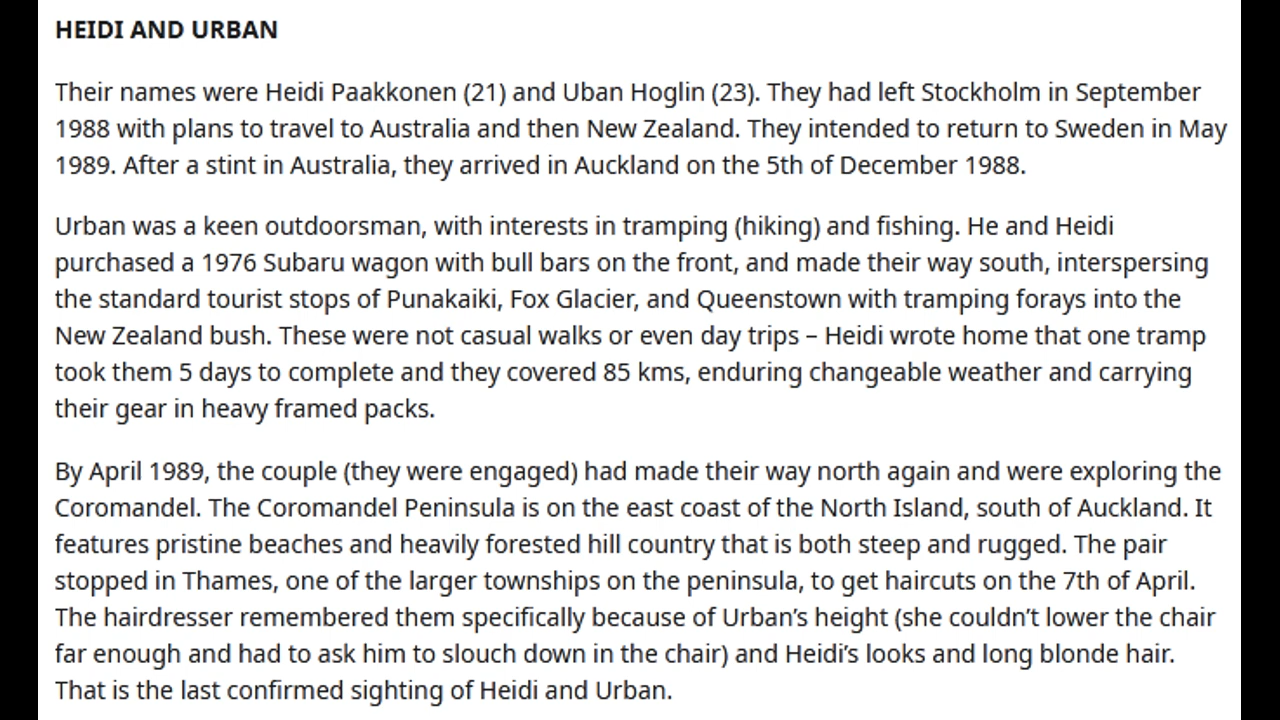 HEIDI AND URBAN
Their names were Heidi Paakkonen (21) and Uban Hoglin (23). They had left Stockholm in September
1988 with plans to travel to Australia and then New Zealand. They intended to return to Sweden in May
1989. After a stint in Australia, they arrived in Auckland on the 5th of December 1988.
Urban was a keen outdoorsman, with interests in tramping (hiking) and fishing. He and Heidi
purchased a 1976 Subaru wagon with bull bars on the front, and made their way south, interspersing
the standard tourist stops of Punakaiki, Fox Glacier, and Queenstown with tramping forays into the
New Zealand bush. These were not casual walks or even day trips – Heidi wrote home that one tramp
took them 5 days to complete and they covered 85 kms, enduring changeable weather and carrying
their gear in heavy framed packs.
By April 1989, the couple (they were engaged) had made their way north again and were exploring the
Coromandel. The Coromandel Peninsula is on the east coast of the North Island, south of Auckland. It
features pristine beaches and heavily forested hill country that is both steep and rugged. The pair
stopped in Thames, one of the larger townships on the peninsula, to get haircuts on the 7th of April.
The hairdresser remembered them specifically because of Urban’s height (she couldn’t lower the chair
far enough and had to ask him to slouch down in the chair) and Heidi’s looks and long blonde hair.
That is the last confirmed sighting of Heidi and Urban.